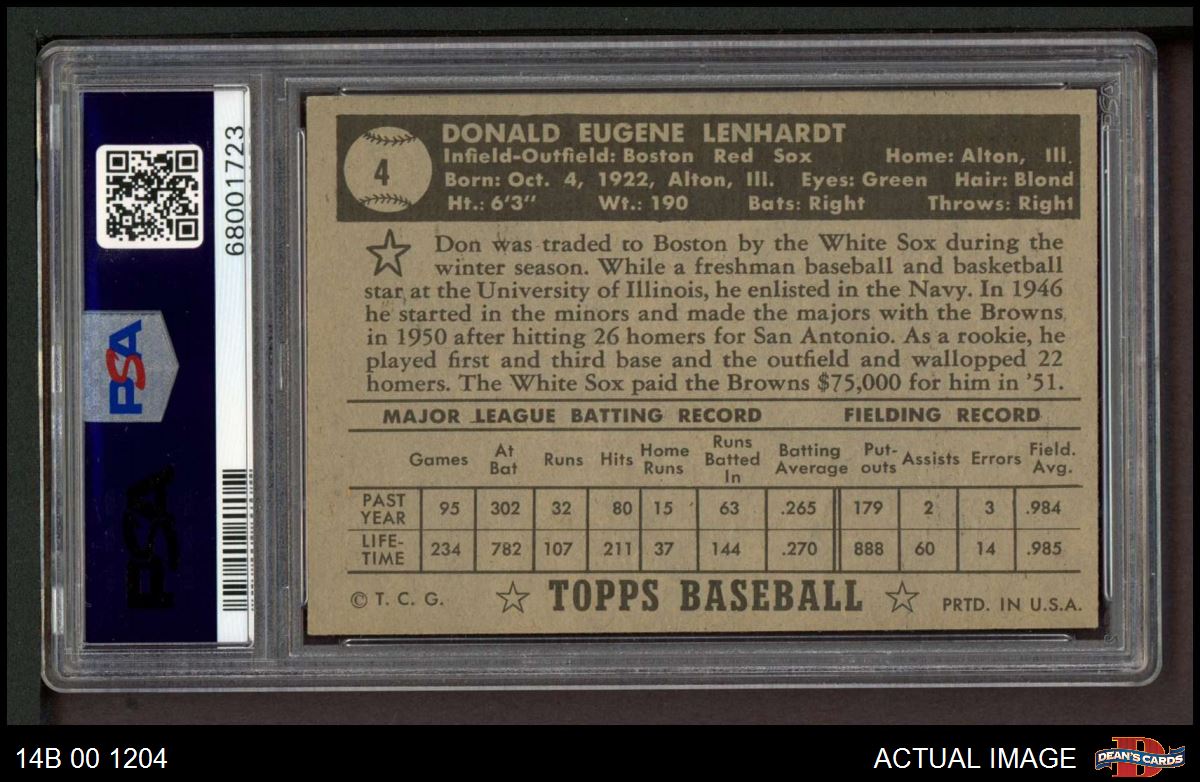 68001723
PSA
PSA
4
DONALD EUGENE LENHARDT
Infield-Outfield: Boston Red Sox Home: Alton, Ill.
Born: Oct. 4, 1922, Alton, Ill. Eyes: Green Hair: Blond
Ht.: 6'3" Wt.: 190 Bats: Right Throws: Right
Don was traded to Boston by the White Sox during the
winter season. While a freshman baseball and basketball
star at the University of Illinois, he enlisted in the Navy. In 1946
he started in the minors and made the majors with the Browns
in 1950 after hitting 26 homers for San Antonio. As a rookie, he
played first and third base and the outfield and wallopped 22
homers. The White Sox paid the Browns $75,000 for him in '51.
MAJOR LEAGUE BATTING RECORD FIELDING RECORD
Games At Bat Runs Hits Home Runs Runs Batted In Batting Average Put-outs Assists Errors Field. Avg.
PAST YEAR 95 302 32 80 15 63 .265 179 2 3 .984
LIFE-TIME 234 782 107 211 37 144 .270 888 60 14 .985
© T. C. G. TOPPS BASEBALL PRTD. IN U.S.A.
PSA
14B 00 1204
ACTUAL IMAGE
D
DEAN'S CARDS